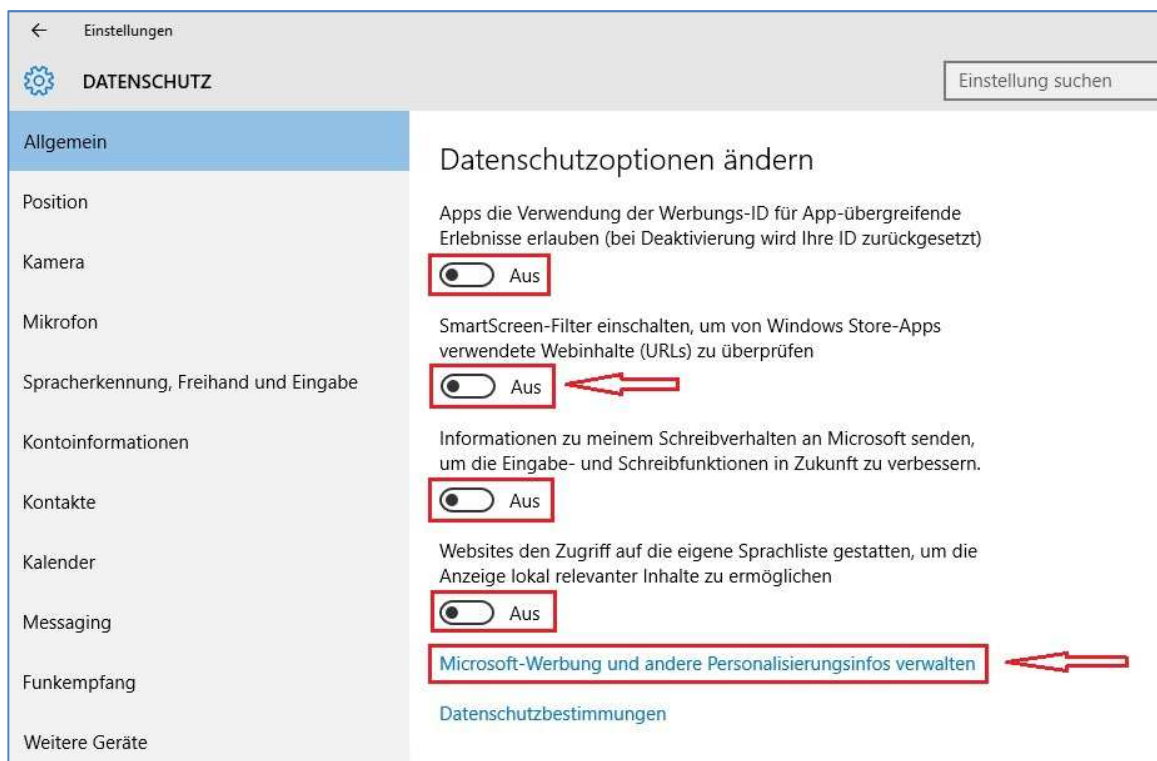 Einstellungen
DATENSCHUTZ
Einstellung suchen
Allgemein
Position
Kamera
Mikrofon
Spracherkennung, Freihand und Eingabe
Kontoinformationen
Kontakte
Kalender
Messaging
Funkempfang
Weitere Geräte
Datenschutzoptionen ändern
Apps die Verwendung der Werbungs-ID für App-übergreifende
Erlebnisse erlauben (bei Deaktivierung wird Ihre ID zurückgesetzt)
Aus
SmartScreen-Filter einschalten, um von Windows Store-Apps
verwendete Webinhalte (URLs) zu überprüfen
Aus
Informationen zu meinem Schreibverhalten an Microsoft senden,
um die Eingabe- und Schreibfunktionen in Zukunft zu verbessern.
Aus
Websites den Zugriff auf die eigene Sprachliste gestatten, um die
Anzeige lokal relevanter Inhalte zu ermöglichen
Aus
Microsoft-Werbung und andere Personalisierungsinfos verwalten
Datenschutzbestimmungen